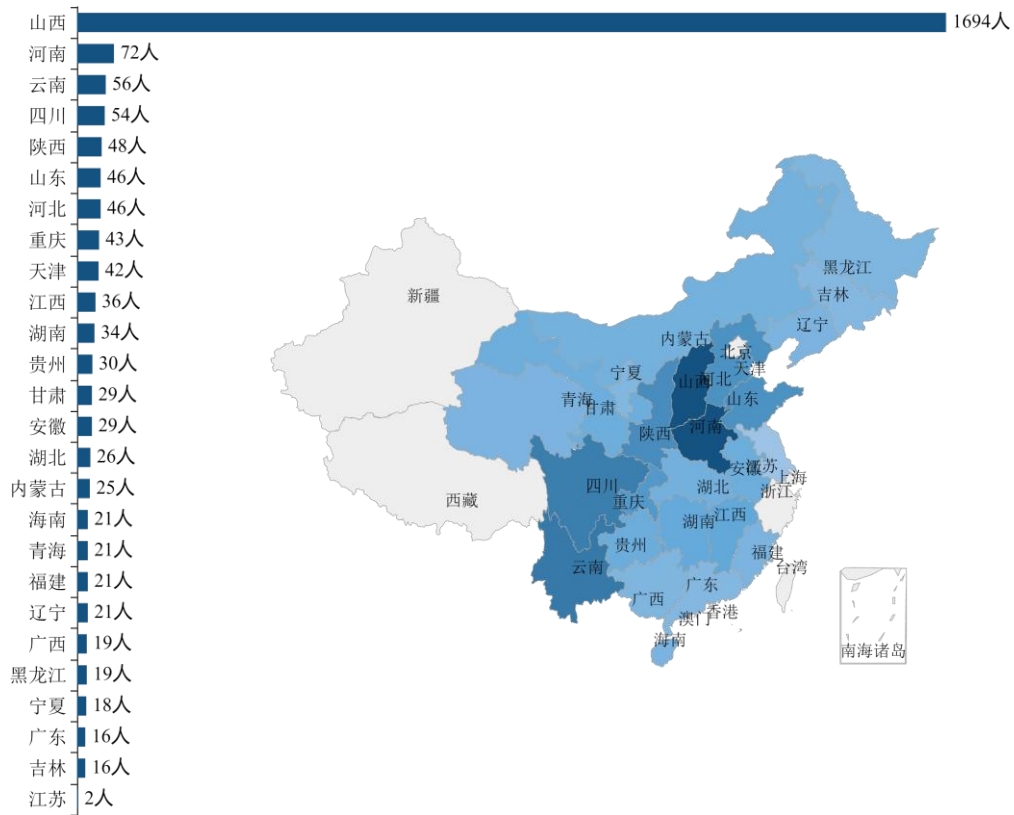 山西 1694人
河南 72人
云南 56人
四川 54人
陕西 48人
山东 46人
河北 46人
重庆 43人
天津 42人
江西 36人
湖南 34人
贵州 30人
甘肃 29人
安徽 29人
湖北 26人
内蒙古 25人
海南 21人
青海 21人
福建 21人
辽宁 21人
广西 19人
黑龙江 19人
宁夏 18人
广东 16人
吉林 16人
江苏 2人
黑龙江
新疆
吉林
辽宁
内蒙古
北京
天津
宁夏
山西
河北
青海
甘肃
山东
陕西
河南
安徽
江苏
上海
四川
湖北
浙江
西藏
重庆
湖南
江西
贵州
福建
云南
台湾
广东
广西
香港
澳门
海南
南海诸岛